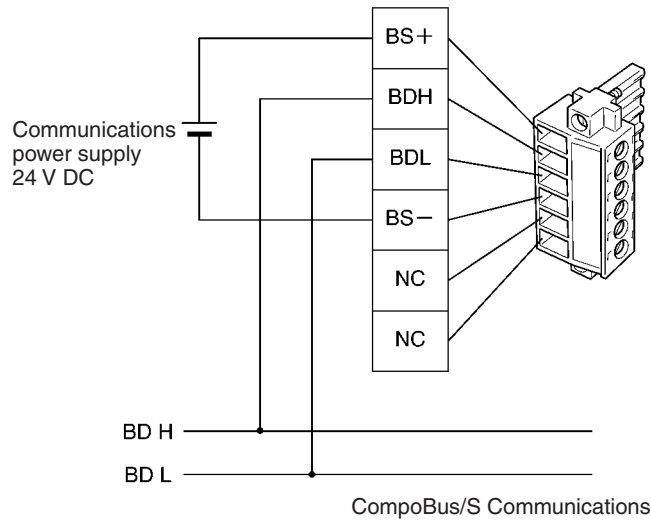 BS+
BDH
Communications
power supply
24 V DC
BDL
BS−
NC
NC
BD H
BD L
CompoBus/S Communications